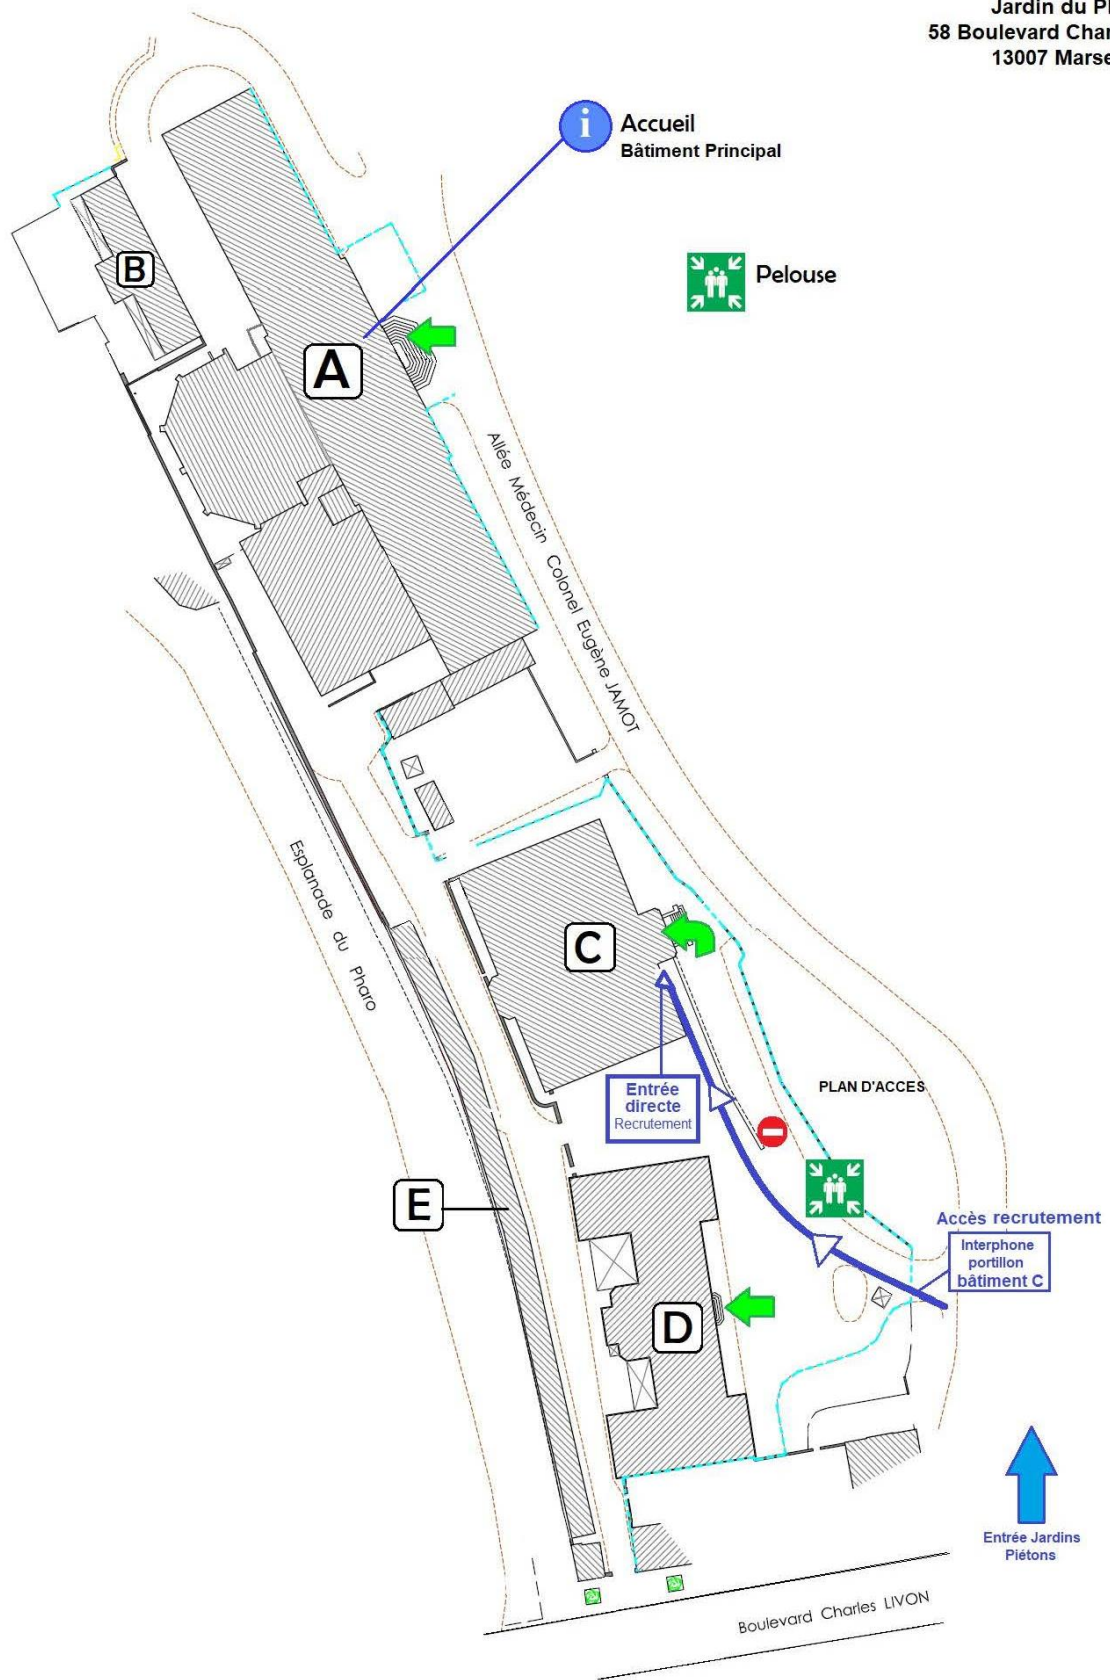 Jardin du P
58 Boulevard Char
13007 Marse
i
Accueil
Bâtiment Principal
Pelouse
B
A
Allée Médecin Colonel Eugène JAMOT
Esplanade du Pharo
C
Entrée
directe
Recrutement
PLAN D'ACCES
E
Accès recrutement
Interphone
portillon
bâtiment C
D
Entrée Jardins
Piétons
Boulevard Charles LIVON